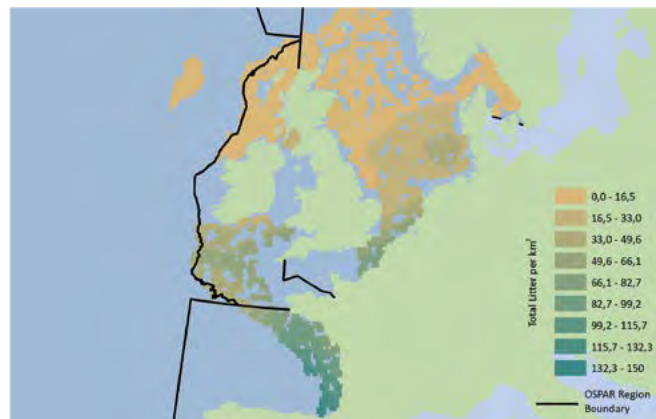 Total Litter per km²
0,0 - 16,5
16,5 - 33,0
33,0 - 49,6
49,6 - 66,1
66,1 - 82,7
82,7 - 99,2
99,2 - 115,7
115,7 - 132,3
132,3 - 150
OSPAR Region
Boundary